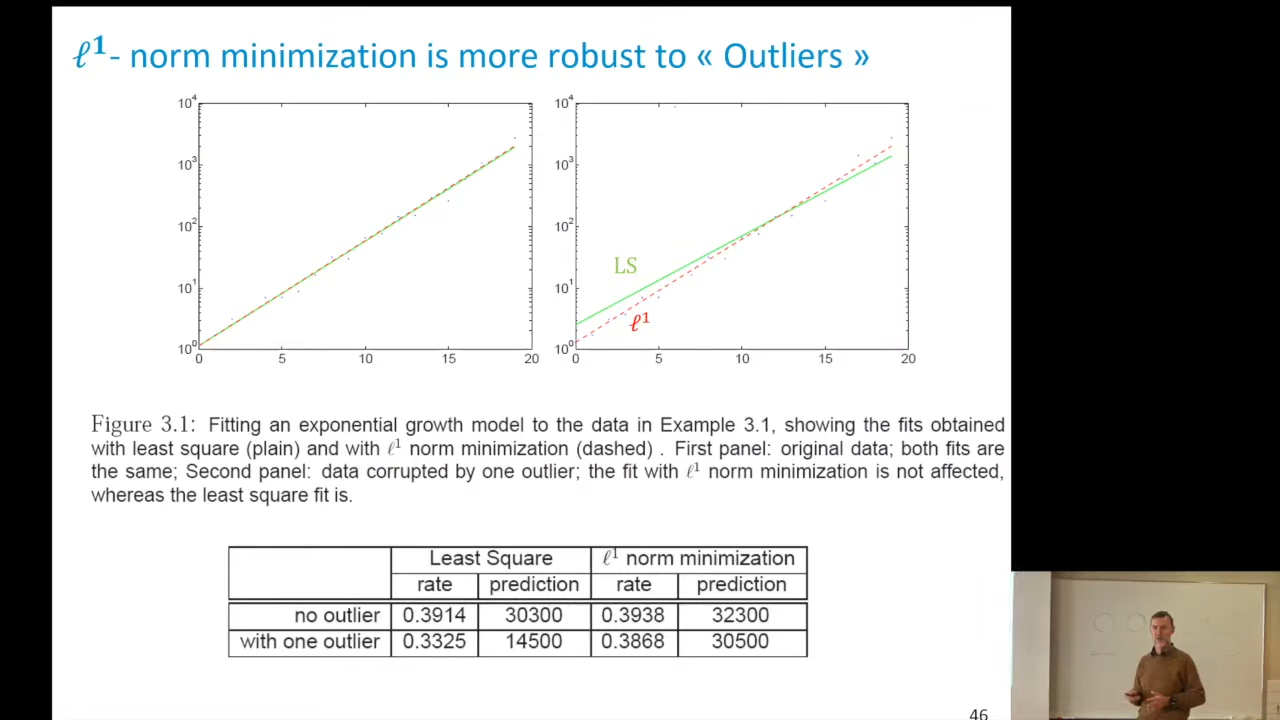 ℓ¹- norm minimization is more robust to « Outliers »
10⁴
10³
10²
10¹
10⁰
0 5 10 15 20
10⁴
10³
10²
10¹
10⁰
LS
ℓ¹
0 5 10 15 20
Figure 3.1: Fitting an exponential growth model to the data in Example 3.1, showing the fits obtained
with least square (plain) and with ℓ¹ norm minimization (dashed) . First panel: original data; both fits are
the same; Second panel: data corrupted by one outlier; the fit with ℓ¹ norm minimization is not affected,
whereas the least square fit is.
Least Square ℓ¹ norm minimization
rate prediction rate prediction
no outlier 0.3914 30300 0.3938 32300
with one outlier 0.3325 14500 0.3868 30500
46